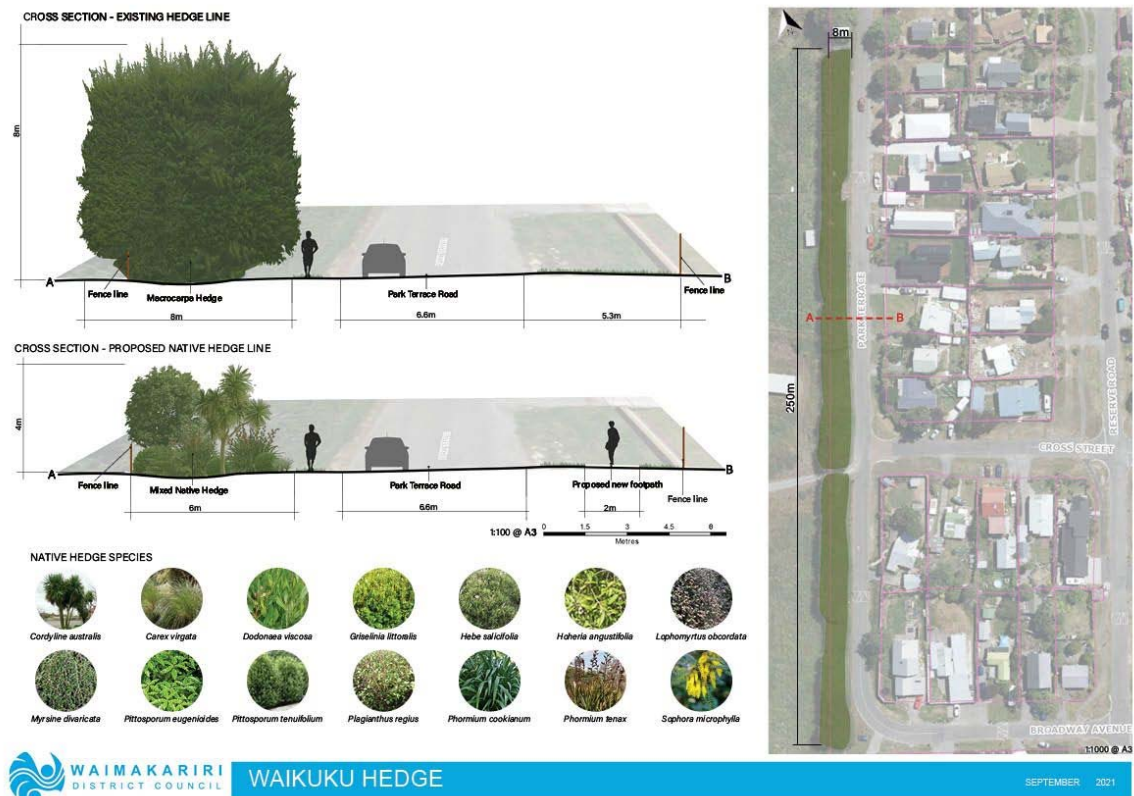 CROSS SECTION - EXISTING HEDGE LINE
8m
A
Fence line
Macrocarpa Hedge
Park Terrace Road
Fence line
B
8m
6.6m
5.3m
CROSS SECTION - PROPOSED NATIVE HEDGE LINE
4m
A
Fence line
Mixed Native Hedge
Park Terrace Road
Proposed new footpath
Fence line
B
6m
6.6m
2m
1:100 @ A3
0 1.5 3 4.5 6
Metres
NATIVE HEDGE SPECIES
Cordyline australis
Carex virgata
Dodonaea viscosa
Griselinia littoralis
Hebe salicifolia
Hoheria angustifolia
Lophomyrtus obcordata
Myrsine divaricata
Pittosporum eugenioides
Pittosporum tenuifolium
Plagianthus regius
Phormium cookianum
Phormium tenax
Sophora microphylla
8m
250m
A
B
PARK TERRACE
RESERVE ROAD
CROSS STREET
BROADWAY AVENUE
1:1000 @ A3
WAIMAKARIRI
DISTRICT COUNCIL
WAIKUKU HEDGE
SEPTEMBER 2021